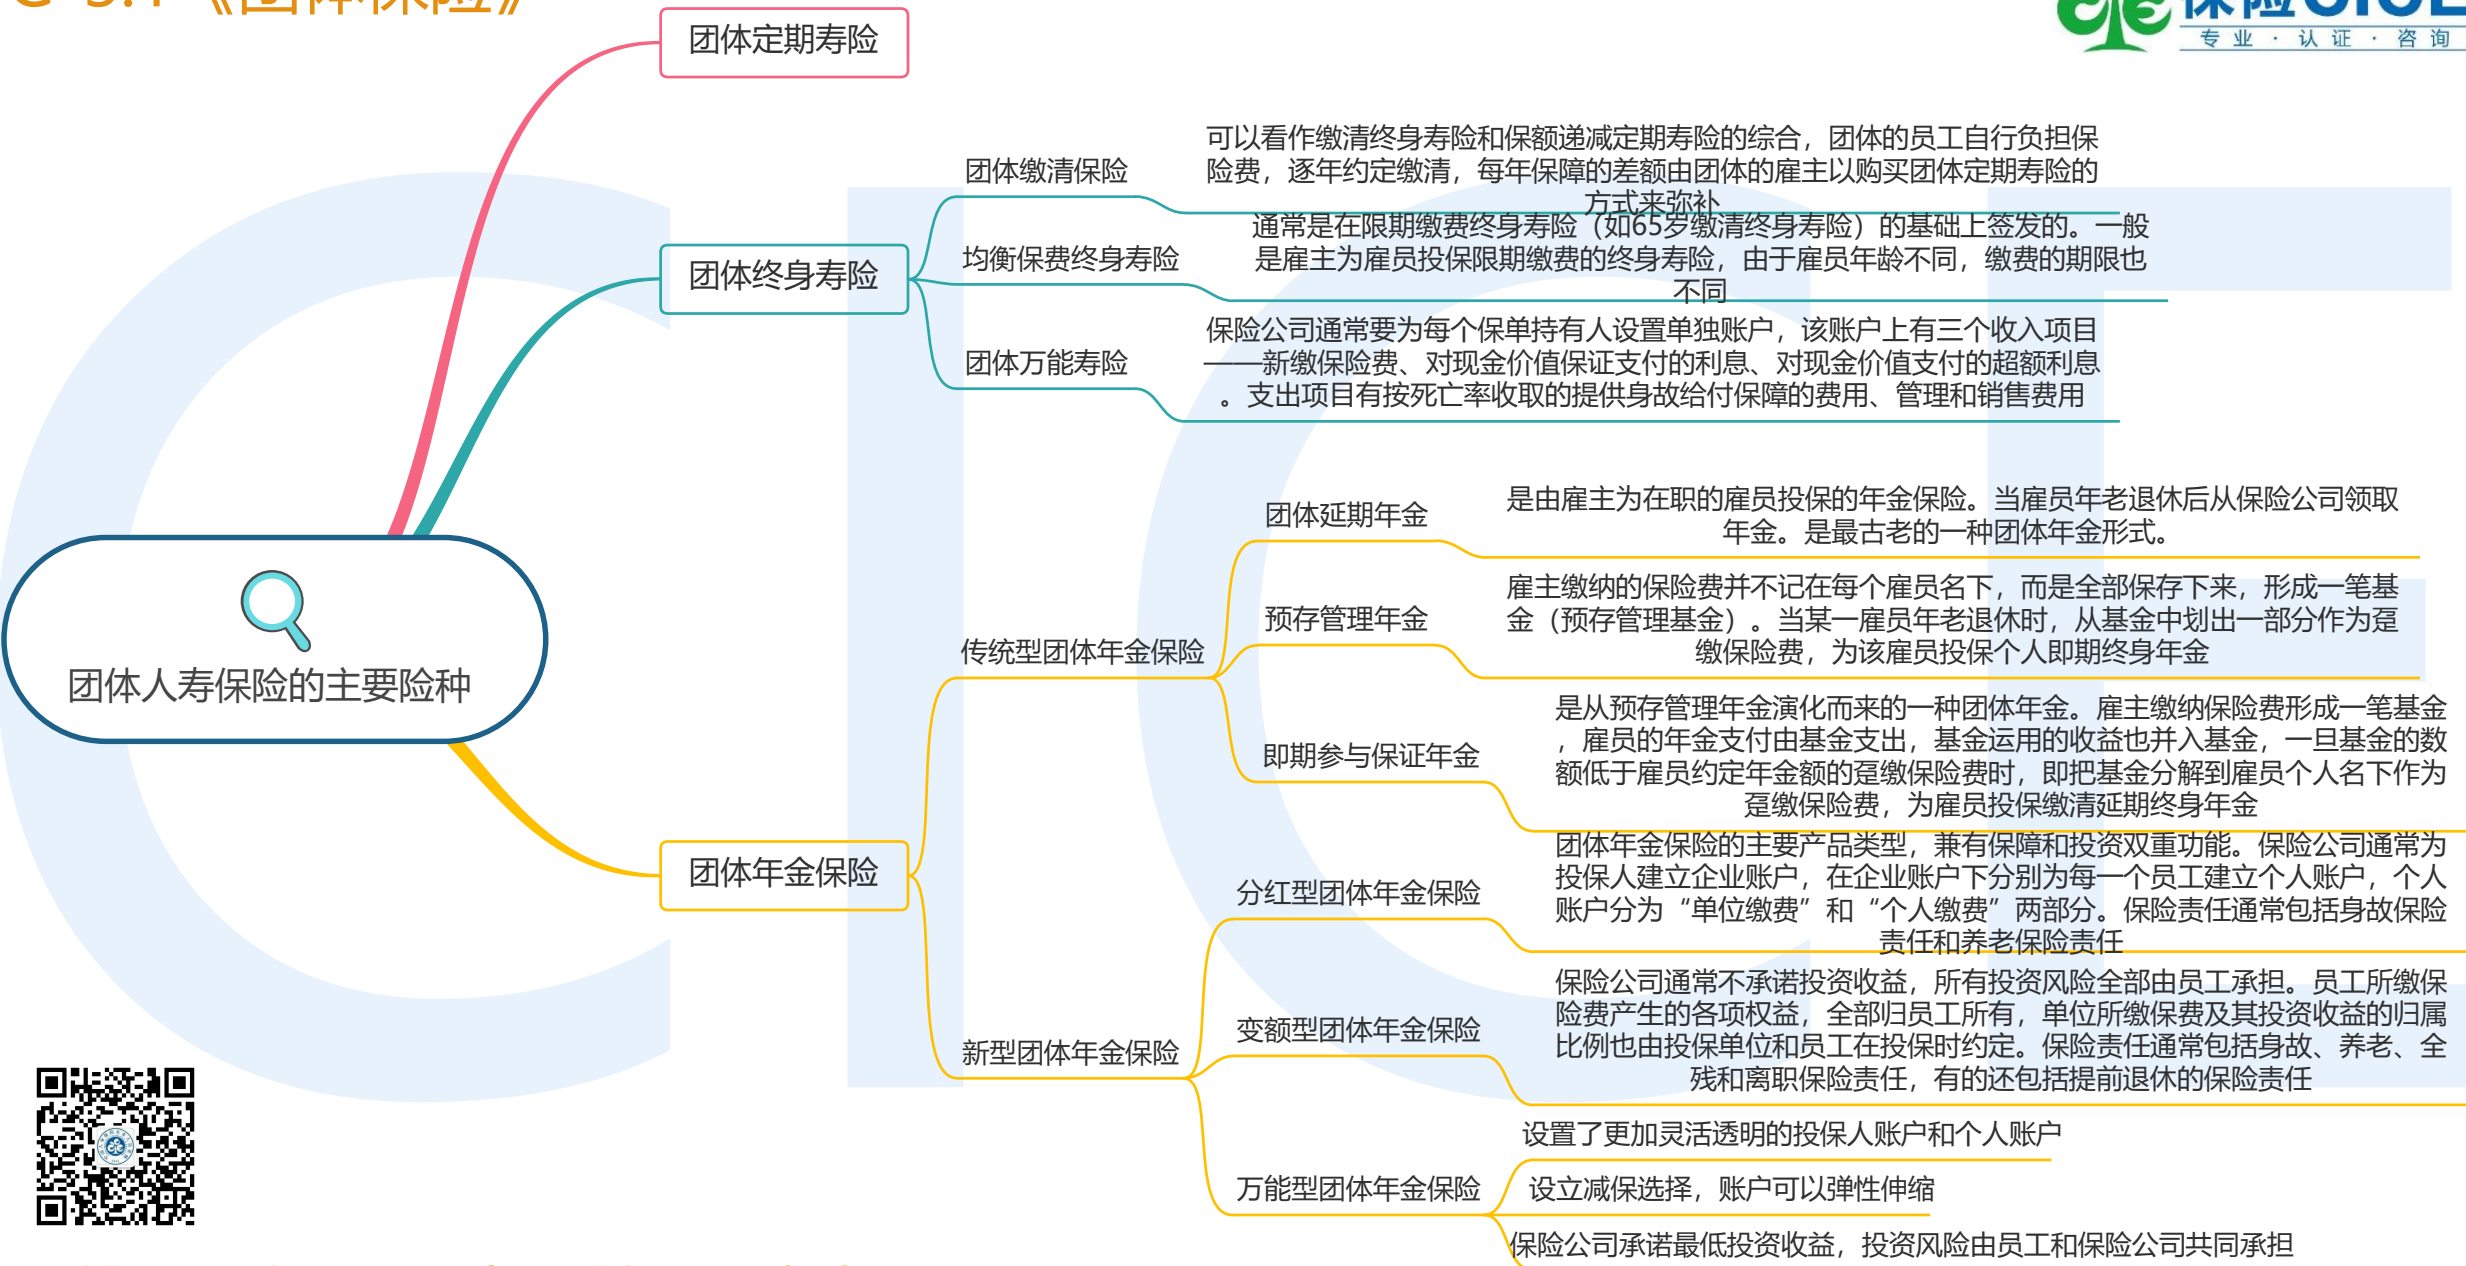 《团体保险》
保险CICE
专业·认证·咨询
团体定期寿险
团体终身寿险
团体缴清保险
可以看作缴清终身寿险和保额递减定期寿险的综合，团体的员工自行负担保
险费，逐年约定缴清，每年保障的差额由团体的雇主以购买团体定期寿险的
方式来弥补
均衡保费终身寿险
通常是在限期缴费终身寿险（如65岁缴清终身寿险）的基础上签发的。一般
是雇主为雇员投保限期缴费的终身寿险，由于雇员年龄不同，缴费的期限也
不同
团体万能寿险
保险公司通常要为每个保单持有人设置单独账户，该账户上有三个收入项目
——新缴保险费、对现金价值保证支付的利息、对现金价值支付的超额利息
。支出项目有按死亡率收取的提供身故给付保障的费用、管理和销售费用
团体人寿保险的主要险种
团体年金保险
传统型团体年金保险
团体延期年金
是由雇主为在职的雇员投保的年金保险。当雇员年老退休后从保险公司领取
年金。是最古老的一种团体年金形式。
预存管理年金
雇主缴纳的保险费并不记在每个雇员名下，而是全部保存下来，形成一笔基
金（预存管理基金）。当某一雇员年老退休时，从基金中划出一部分作为趸
缴保险费，为该雇员投保个人即期终身年金
即期参与保证年金
是从预存管理年金演化而来的一种团体年金。雇主缴纳保险费形成一笔基金
，雇员的年金支付由基金支出，基金运用的收益也并入基金，一旦基金的数
额低于雇员约定年金额的趸缴保险费时，即把基金分解到雇员个人名下作为
趸缴保险费，为雇员投保缴清延期终身年金
新型团体年金保险
分红型团体年金保险
团体年金保险的主要产品类型，兼有保障和投资双重功能。保险公司通常为
投保人建立企业账户，在企业账户下分别为每一个员工建立个人账户，个人
账户分为“单位缴费”和“个人缴费”两部分。保险责任通常包括身故保险
责任和养老保险责任
变额型团体年金保险
保险公司通常不承诺投资收益，所有投资风险全部由员工承担。员工所缴保
险费产生的各项权益，全部归员工所有，单位所缴保费及其投资收益的归属
比例也由投保单位和员工在投保时约定。保险责任通常包括身故、养老、全
残和离职保险责任，有的还包括提前退休的保险责任
万能型团体年金保险
设置了更加灵活透明的投保人账户和个人账户
设立减保选择，账户可以弹性伸缩
保险公司承诺最低投资收益，投资风险由员工和保险公司共同承担
CICE